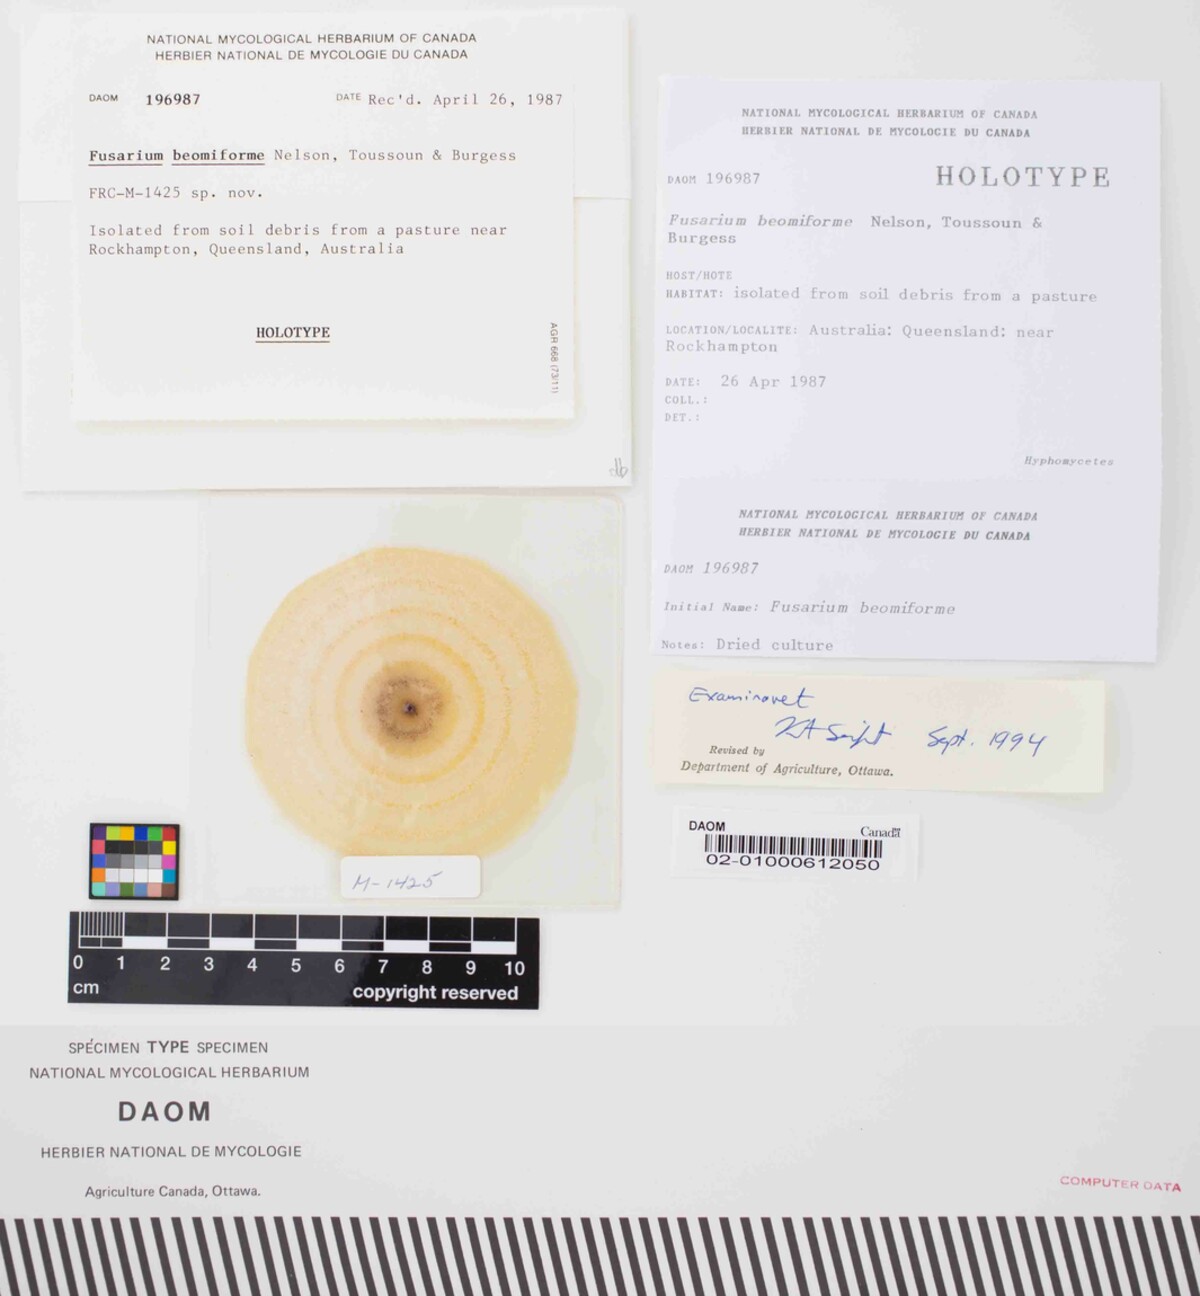 NATIONAL MYCOLOGICAL HERBARIUM OF CANADA
HERBIER NATIONAL DE MYCOLOGIE DU CANADA
DAOM 196987 DATE Rec'd. April 26, 1987
Fusarium beomiforme Nelson, Toussoun & Burgess
FRC-M-1425 sp. nov.
Isolated from soil debris from a pasture near
Rockhampton, Queensland, Australia
HOLOTYPE
AGR 668 (73/11)
db
NATIONAL MYCOLOGICAL HERBARIUM OF CANADA
HERBIER NATIONAL DE MYCOLOGIE DU CANADA
DAOM 196987 HOLOTYPE
Fusarium beomiforme Nelson, Toussoun &
Burgess
HOST/HOTE
HABITAT: isolated from soil debris from a pasture
LOCATION/LOCALITE: Australia: Queensland: near
Rockhampton
DATE: 26 Apr 1987
COLL.:
DET.:
Hyphomycetes
NATIONAL MYCOLOGICAL HERBARIUM OF CANADA
HERBIER NATIONAL DE MYCOLOGIE DU CANADA
DAOM 196987
Initial Name: Fusarium beomiforme
Notes: Dried culture
Sept. 1994
Revised by
Department of Agriculture, Ottawa.
DAOM Canada
02-01000612050
M-1425
0 1 2 3 4 5 6 7 8 9 10
cm copyright reserved
SPÉCIMEN TYPE SPECIMEN
NATIONAL MYCOLOGICAL HERBARIUM
DAOM
HERBIER NATIONAL DE MYCOLOGIE
Agriculture Canada, Ottawa.
COMPUTER DATA